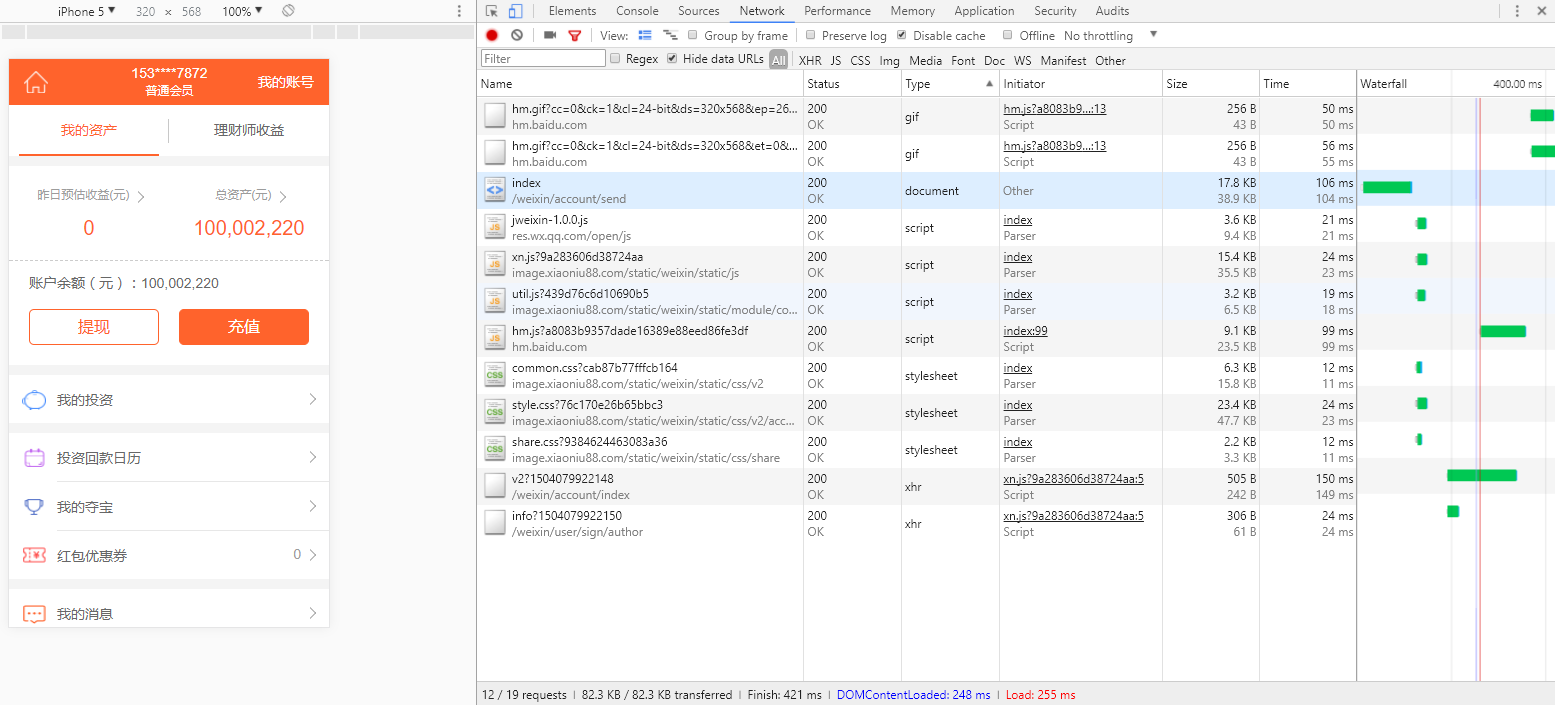 iPhone 5 ▼ 320 × 568 100% ▼
153****7872
普通会员
我的账号
我的资产 理财师收益
昨日预估收益(元) 总资产(元)
0 100,002,220
账户余额（元）：100,002,220
提现 充值
我的投资
投资回款日历
我的夺宝
红包优惠券 0
我的消息
Elements Console Sources Network Performance Memory Application Security Audits
View: Group by frame Preserve log Disable cache Offline No throttling ▼
Filter Regex Hide data URLs All XHR JS CSS Img Media Font Doc WS Manifest Other
Name Status Type ▲ Initiator Size Time Waterfall 400.00 ms
hm.gif?cc=0&ck=1&cl=24-bit&ds=320x568&ep=26... 200 gif hm.js?a8083b9...:13 256 B 50 ms
hm.baidu.com OK Script 43 B 50 ms
hm.gif?cc=0&ck=1&cl=24-bit&ds=320x568&et=0&... 200 gif hm.js?a8083b9...:13 256 B 56 ms
hm.baidu.com OK Script 43 B 55 ms
index 200 document Other 17.8 KB 106 ms
/weixin/account/send OK 38.9 KB 104 ms
jweixin-1.0.0.js 200 script index 3.6 KB 21 ms
res.wx.qq.com/open/js OK Parser 9.4 KB 21 ms
xn.js?9a283606d38724aa 200 script index 15.4 KB 24 ms
image.xiaoniu88.com/static/weixin/static/js OK Parser 35.5 KB 23 ms
util.js?439d76c6d10690b5 200 script index 3.2 KB 19 ms
image.xiaoniu88.com/static/weixin/static/module/co... OK Parser 6.5 KB 18 ms
hm.js?a8083b9357dade16389e88eed86fe3df 200 script index:99 9.1 KB 99 ms
hm.baidu.com OK Script 23.5 KB 99 ms
common.css?cab87b77fffcb164 200 stylesheet index 6.3 KB 12 ms
image.xiaoniu88.com/static/weixin/static/css/v2 OK Parser 15.8 KB 11 ms
style.css?76c170e26b65bbc3 200 stylesheet index 23.4 KB 24 ms
image.xiaoniu88.com/static/weixin/static/css/v2/acc... OK Parser 47.7 KB 23 ms
share.css?9384624463083a36 200 stylesheet index 2.2 KB 12 ms
image.xiaoniu88.com/static/weixin/static/css/share OK Parser 3.3 KB 11 ms
v2?1504079922148 200 xhr xn.js?9a283606d38724aa:5 505 B 150 ms
/weixin/account/index OK Script 242 B 149 ms
info?1504079922150 200 xhr xn.js?9a283606d38724aa:5 306 B 24 ms
/weixin/user/sign/author OK Script 61 B 24 ms
12 / 19 requests | 82.3 KB / 82.3 KB transferred | Finish: 421 ms | DOMContentLoaded: 248 ms | Load: 255 ms